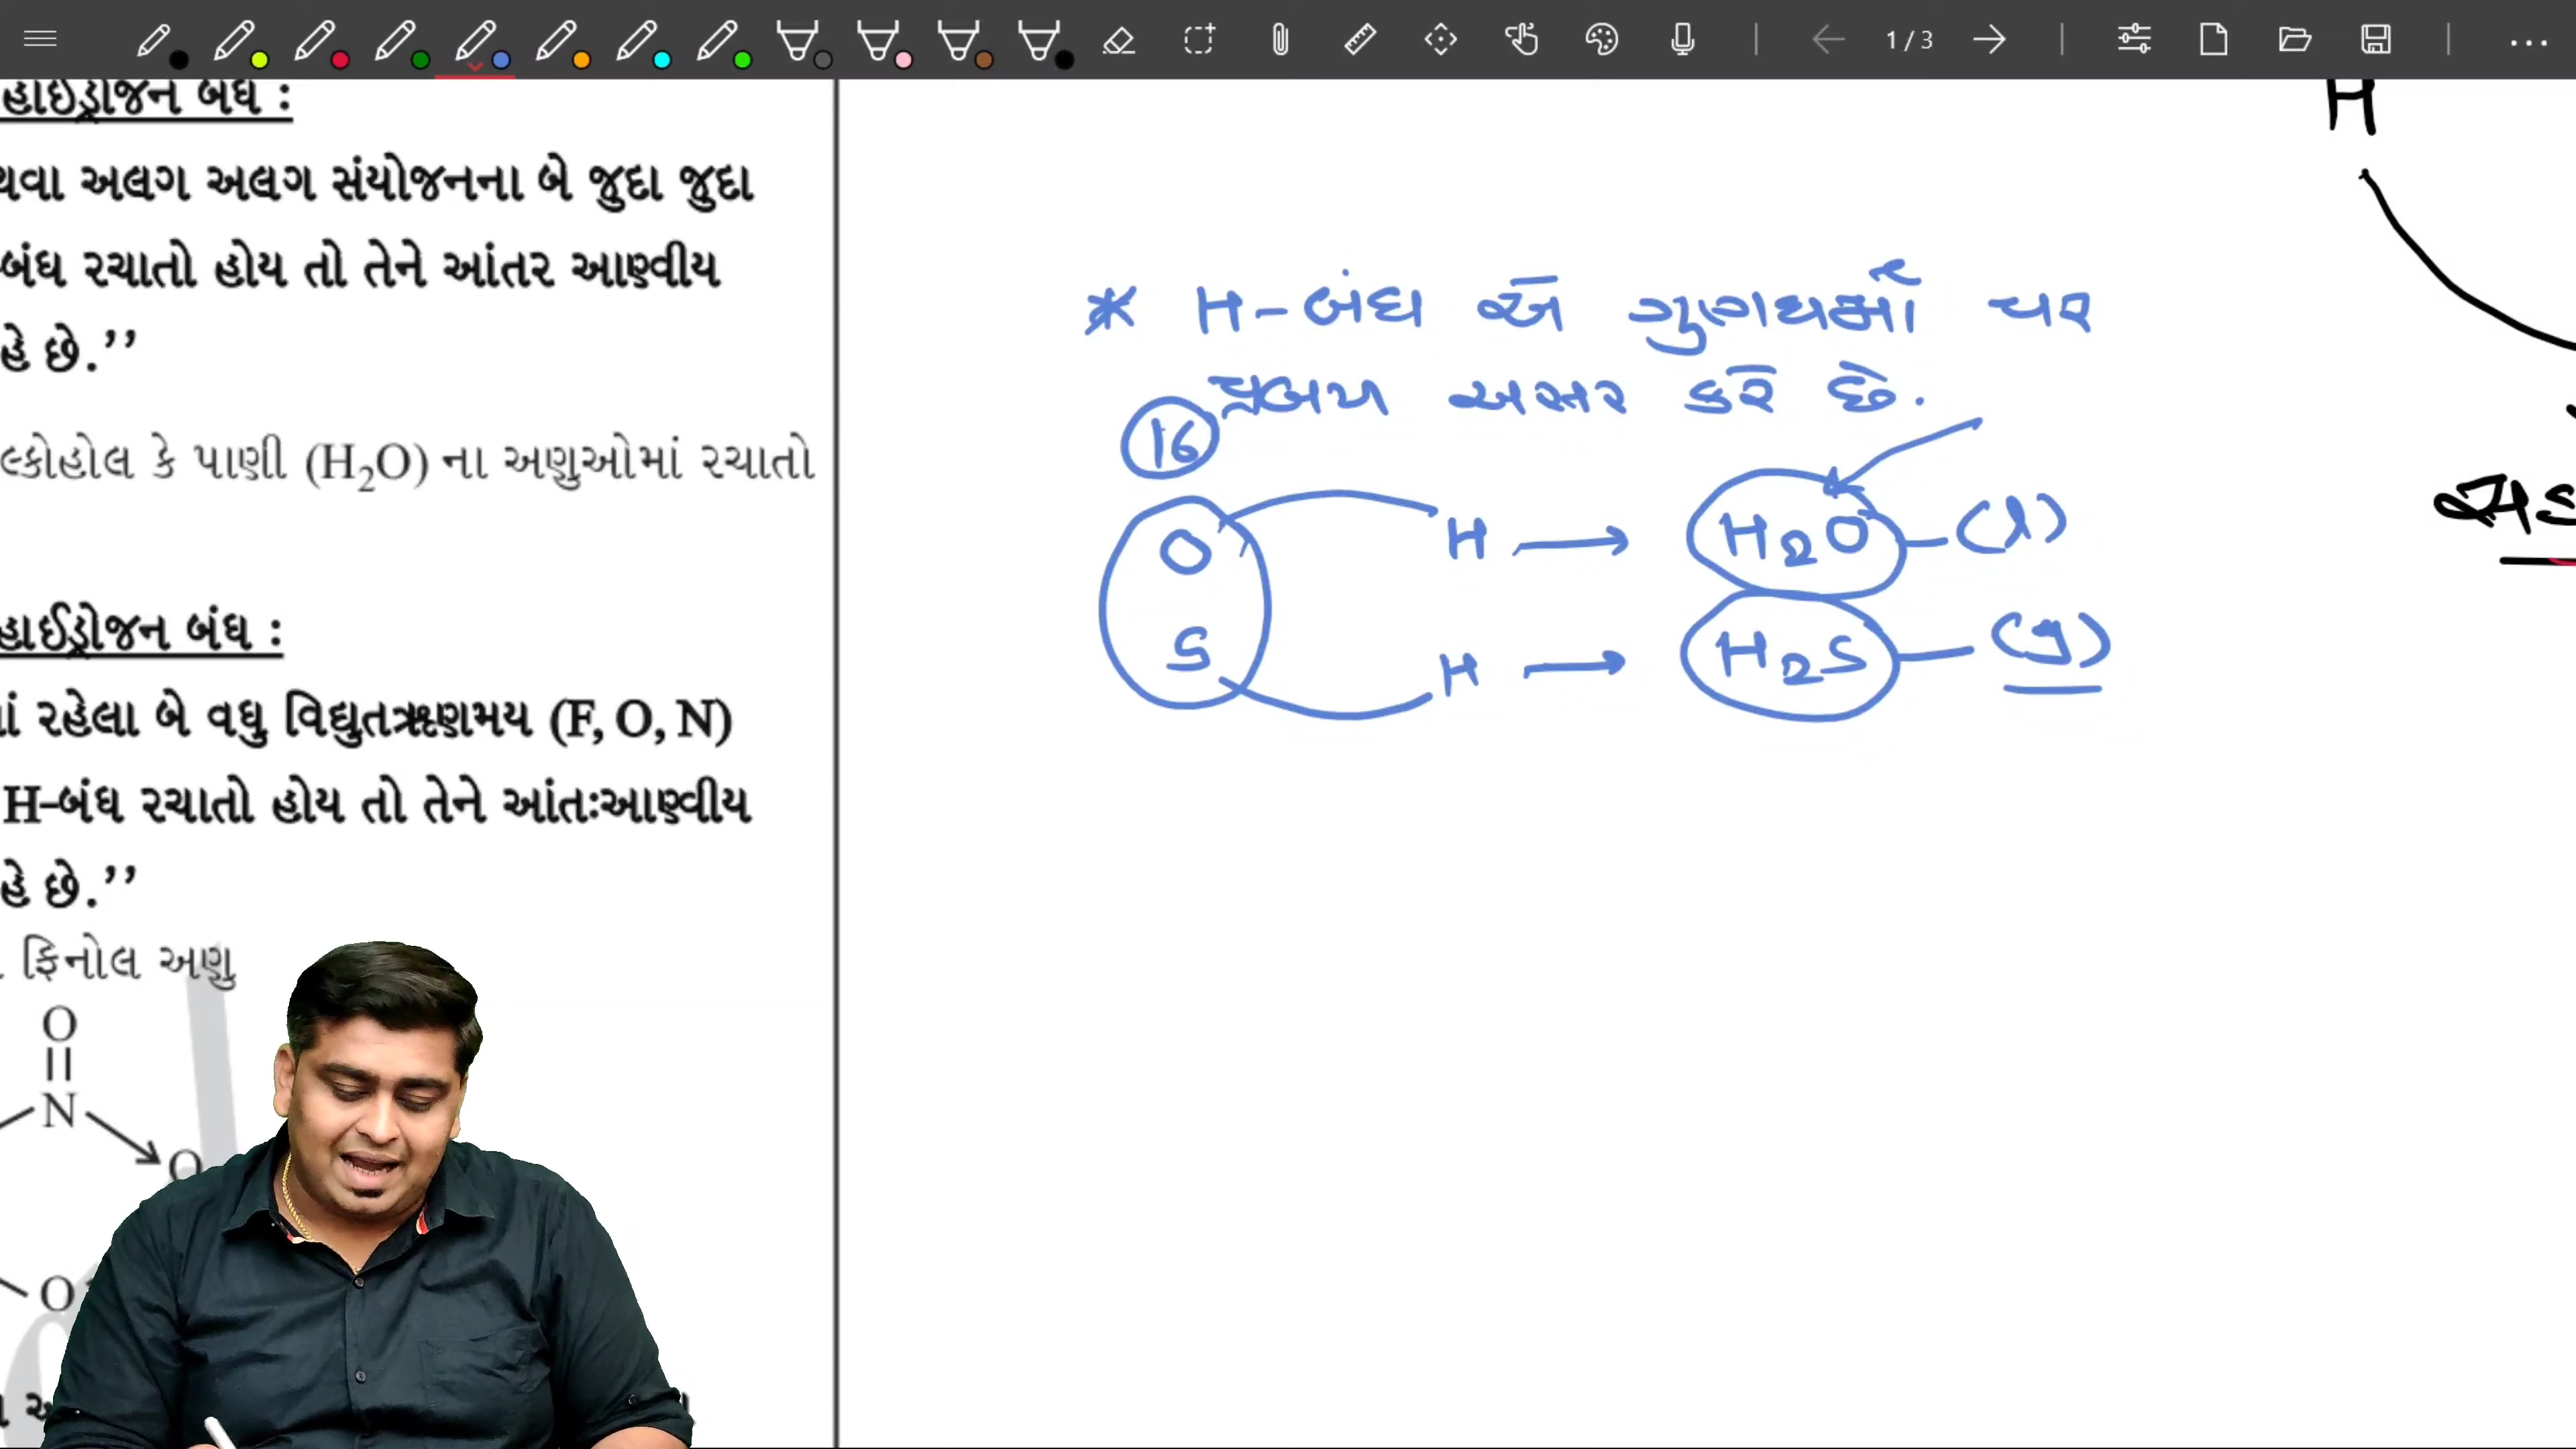 1 / 3
હાઇડ્રોજન બંધ :
થવા અલગ અલગ સંયોજનના બે જુદા જુદા
બંધ રચાતો હોય તો તેને આંતર આણ્વીય
હે છે.’’
લ્કોહોલ કે પાણી (H₂O) ના અણુઓમાં રચાતો
હાઈડ્રોજન બંધ :
માં રહેલા બે વધુ વિદ્યુતઋણમય (F, O, N)
H-બંધ રચાતો હોય તો તેને આંતઃઆણ્વીય
હે છે.’’
ફિનોલ અણુ
O
N
O
O
* H-બંધ એ ગુણધર્મો પર
પ્રબળ અસર કરે છે.
16
O H → H₂O - (l)
S H → H₂S - (g)
H